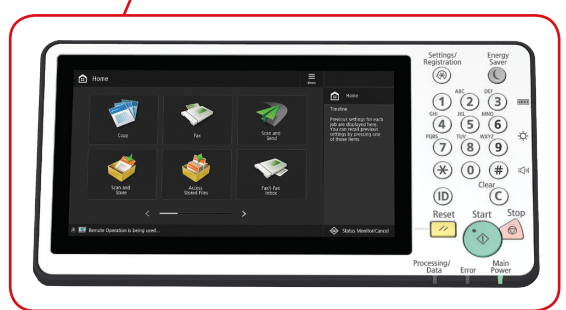 Home
Menu
Copy
Fax
Scan and
Send
Scan and
Store
Access
Stored Files
Fax/I-Fax
Inbox
<
>
Remote Operation is being used...
Home
Timeline
Previous settings for each
job are displayed here.
You can recall previous
settings by pressing one
of those items.
Status Monitor/Cancel
Settings/
Registration
Energy
Saver
ABC DEF
1 2 3
GHI JKL MNO
4 5 6
PQRS TUV WXYZ
7 8 9
0 #
ID
Clear
C
Reset Start Stop
Processing/
Data
Error
Main
Power